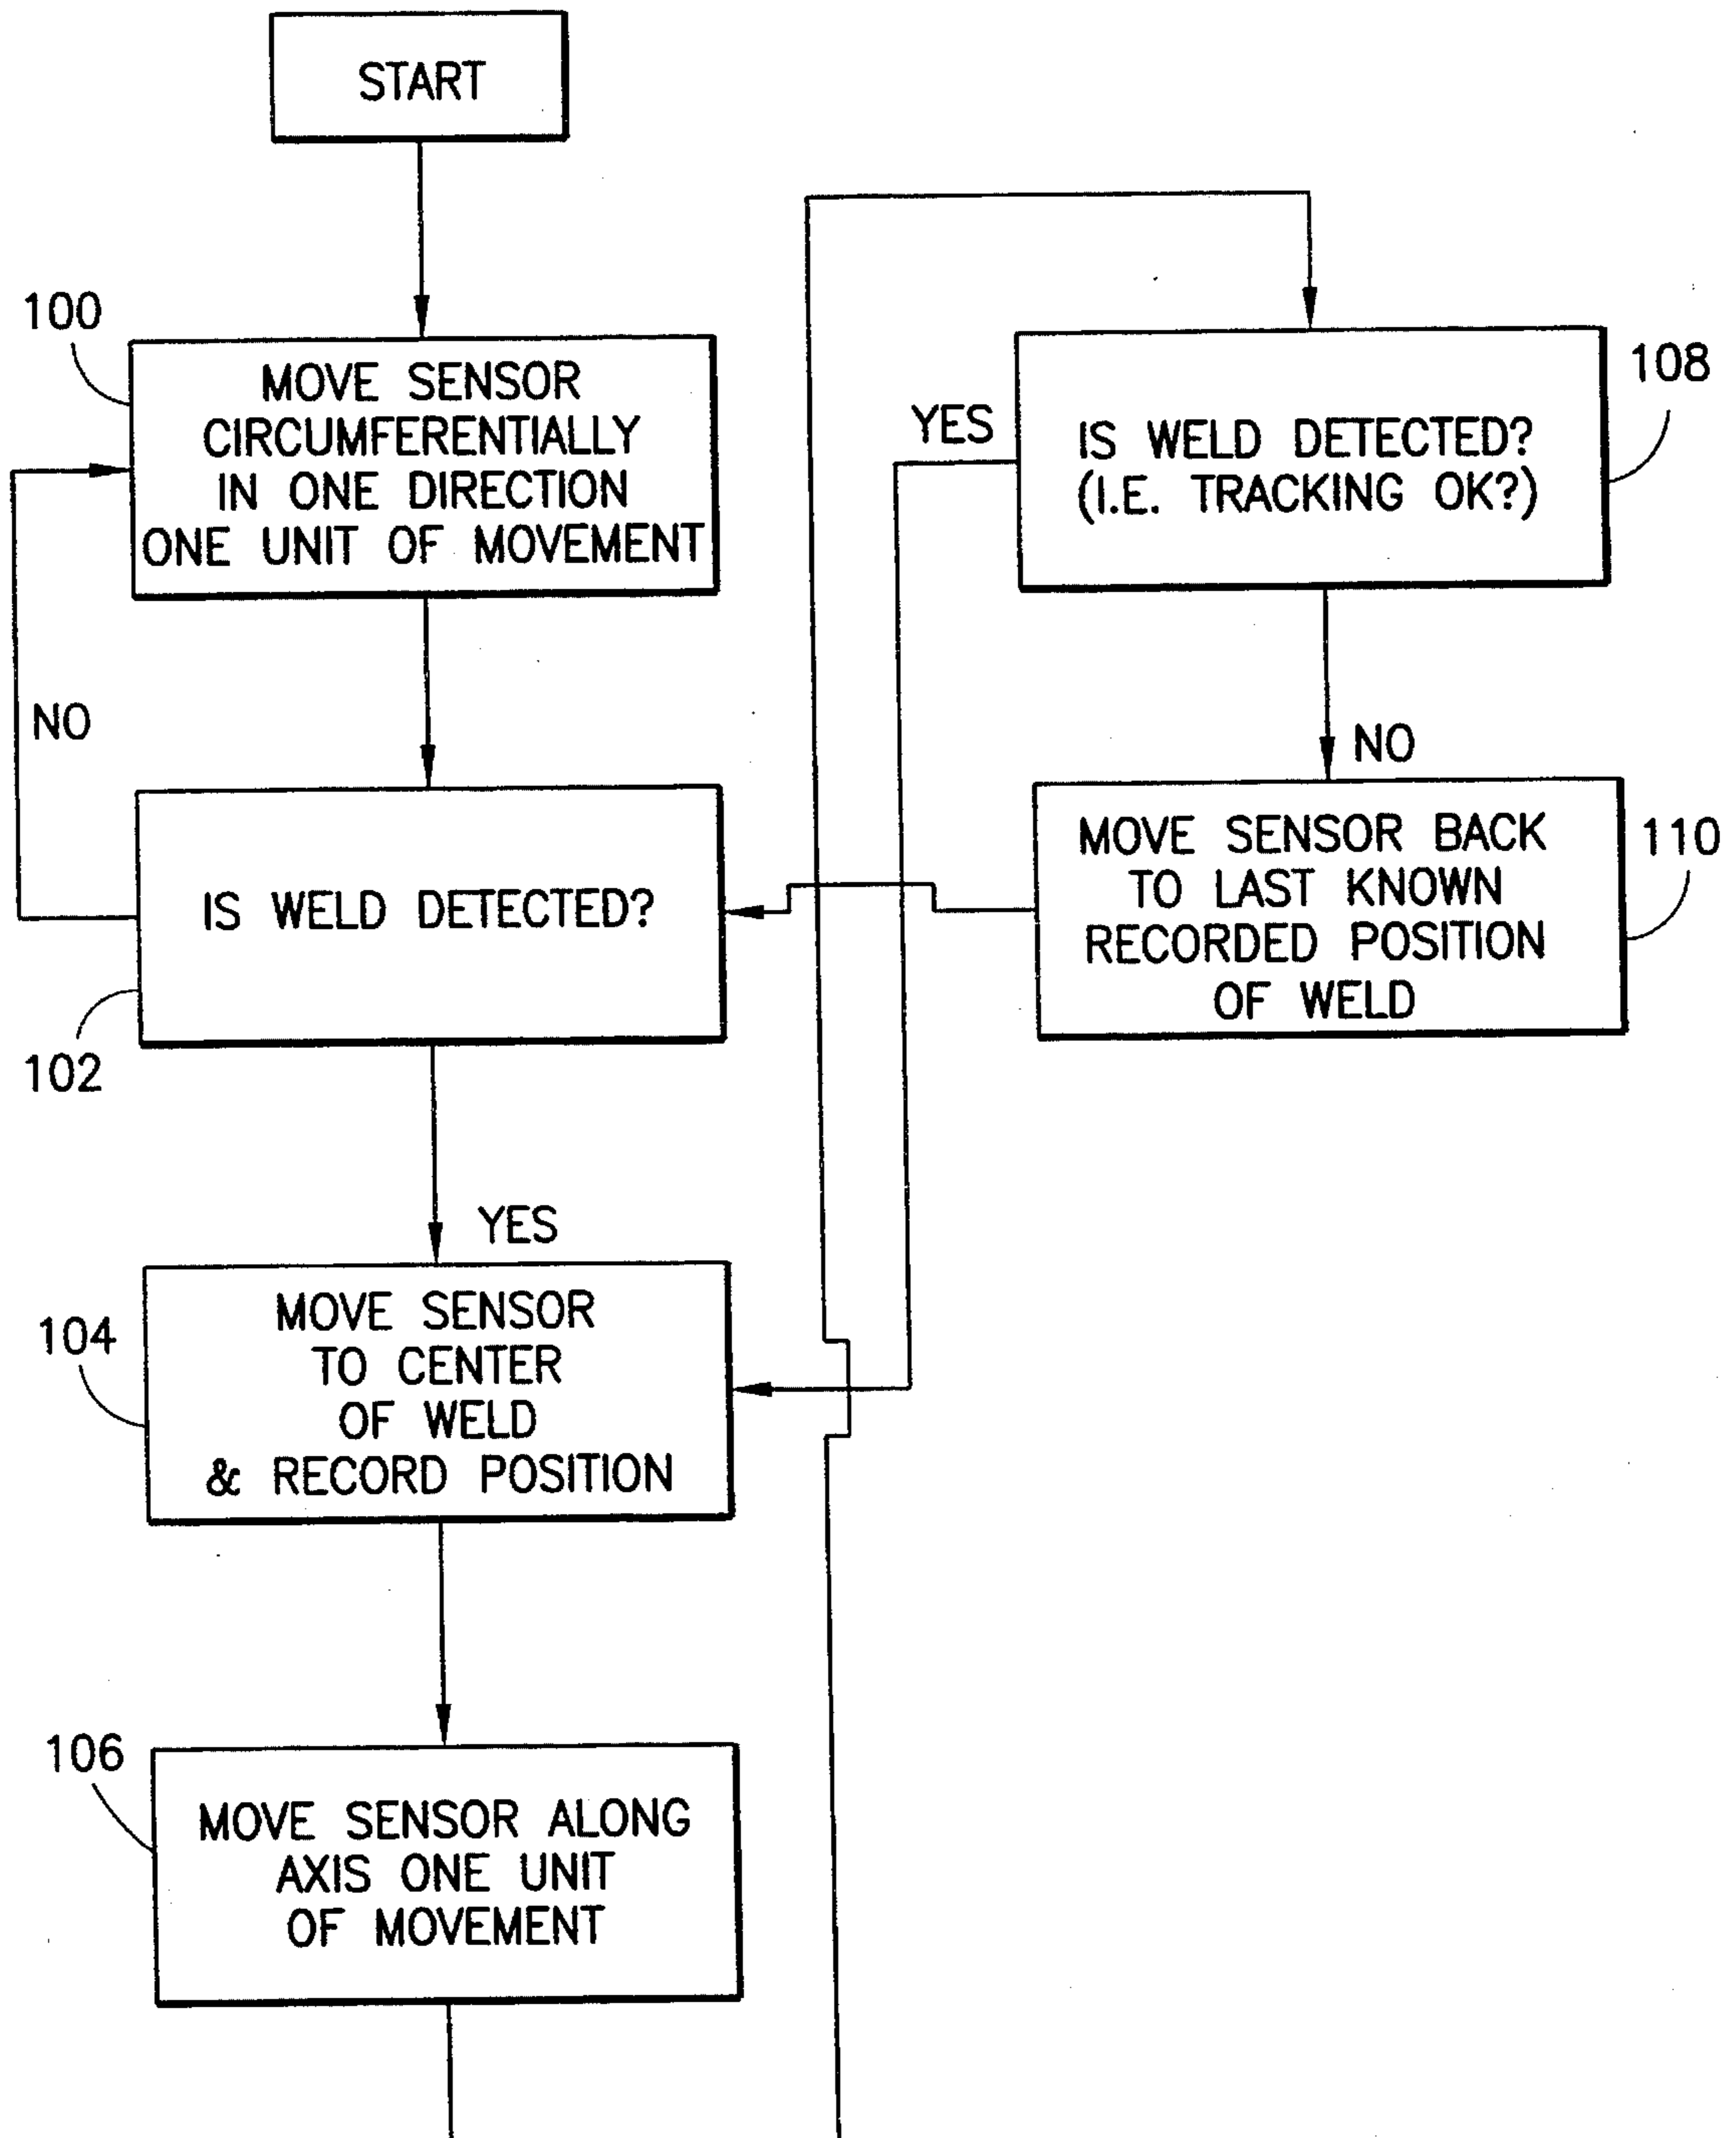 START
100
MOVE SENSOR
CIRCUMFERENTIALLY
IN ONE DIRECTION
ONE UNIT OF MOVEMENT
NO
IS WELD DETECTED?
102
YES
MOVE SENSOR
TO CENTER
OF WELD
& RECORD POSITION
104
106
MOVE SENSOR ALONG
AXIS ONE UNIT
OF MOVEMENT
108
YES
IS WELD DETECTED?
(I.E. TRACKING OK?)
NO
MOVE SENSOR BACK
TO LAST KNOWN
RECORDED POSITION
OF WELD
110